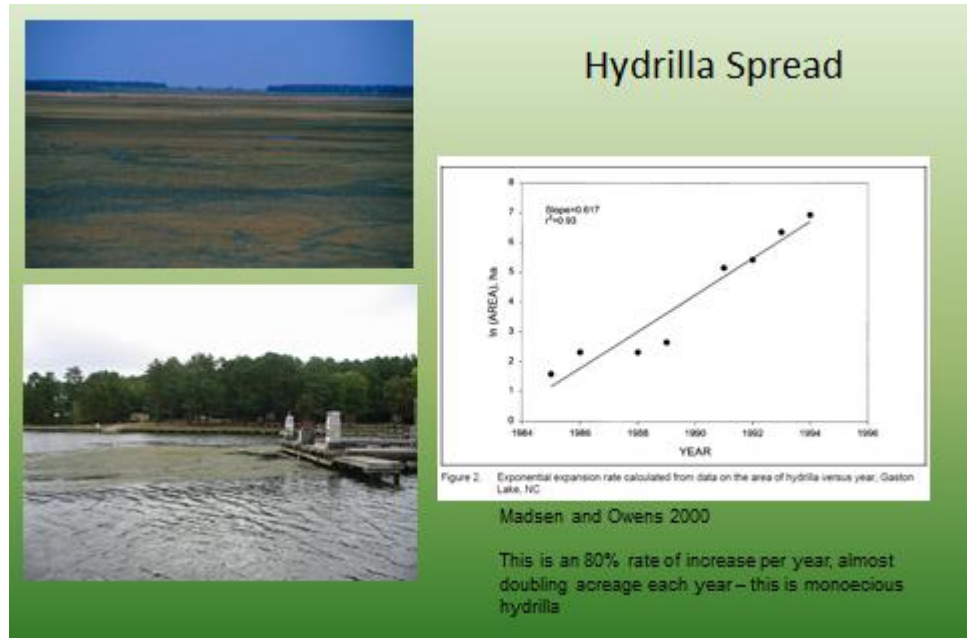 Hydrilla Spread
8
7
6
5
4
3
2
1
0
Slope=0.617
r²=0.93
ln (AREA), ha
1984 1986 1988 1990 1992 1994 1996
YEAR
Figure 2. Exponential expansion rate calculated from data on the area of hydrilla versus year, Gaston
Lake, NC
Madsen and Owens 2000
This is an 80% rate of increase per year, almost
doubling acreage each year – this is monoecious
hydrilla